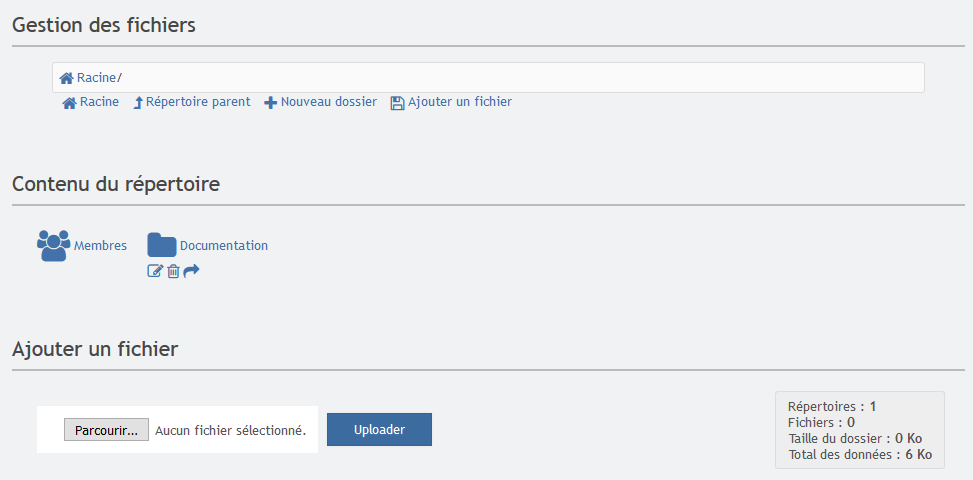 Gestion des fichiers
Racine/
Racine Répertoire parent Nouveau dossier Ajouter un fichier
Contenu du répertoire
Membres Documentation
Ajouter un fichier
Parcourir... Aucun fichier sélectionné. Uploader
Répertoires : 1
Fichiers : 0
Taille du dossier : 0 Ko
Total des données : 6 Ko